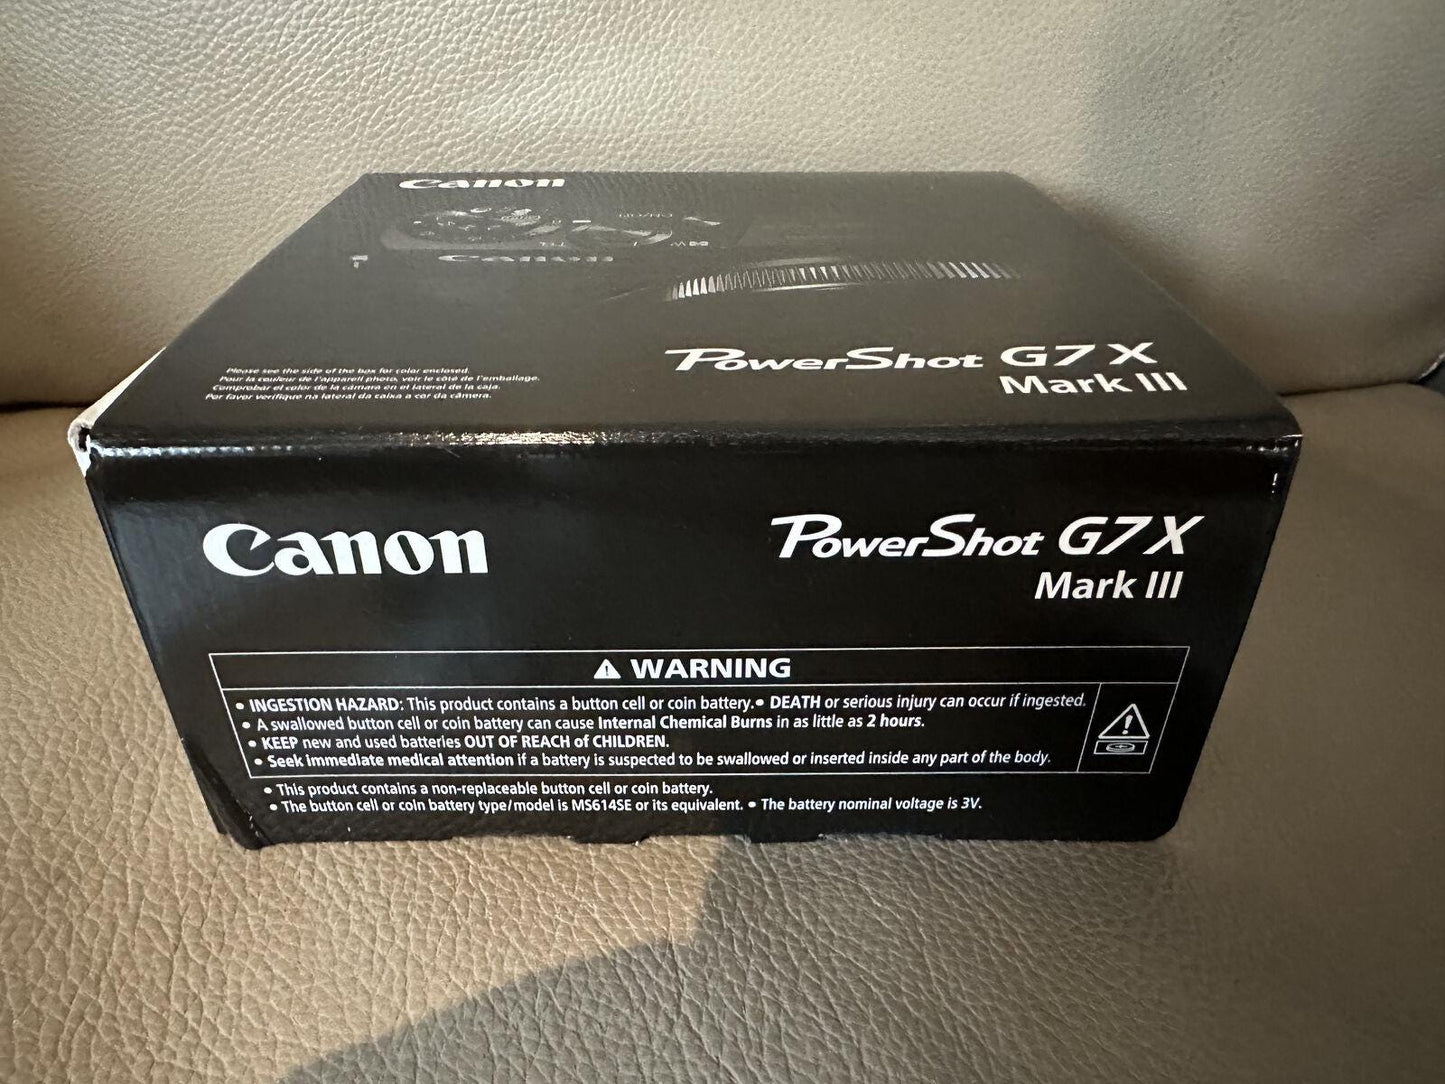 Canon
ON/OFF
Canon
PowerShot G7 X
Mark III
Please see the side of the box for color enclosed.
Pour la couleur de l'appareil photo, voir le côté de l'emballage.
Comprobar el color de la cámara en el lateral de la caja.
Por favor verifique na lateral da caixa a cor da câmera.
Canon
PowerShot G7 X
Mark III
WARNING
• INGESTION HAZARD: This product contains a button cell or coin battery. • DEATH or serious injury can occur if ingested.
• A swallowed button cell or coin battery can cause Internal Chemical Burns in as little as 2 hours.
• KEEP new and used batteries OUT OF REACH of CHILDREN.
• Seek immediate medical attention if a battery is suspected to be swallowed or inserted inside any part of the body.
• This product contains a non-replaceable button cell or coin battery.
• The button cell or coin battery type/model is MS614SE or its equivalent. • The battery nominal voltage is 3V.